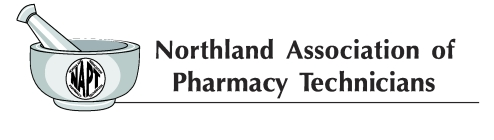 NAPT
Northland Association of
Pharmacy Technicians